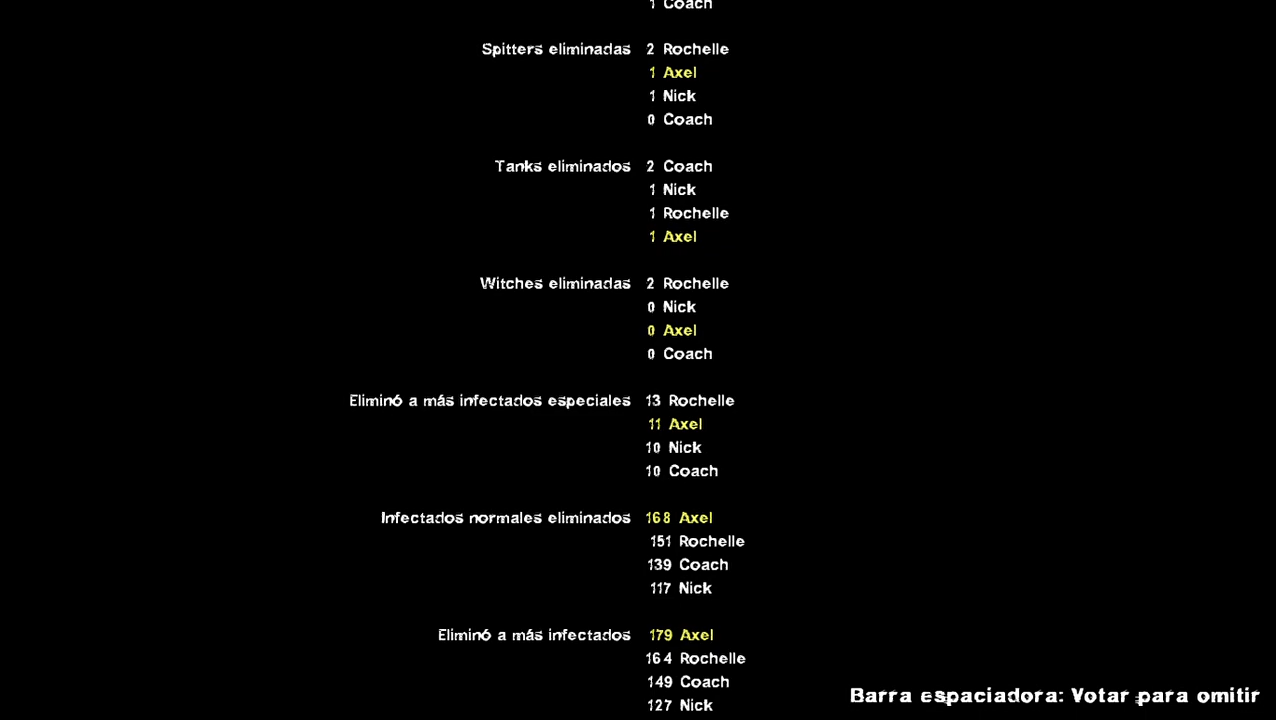 1 Coach
Spitters eliminadas 2 Rochelle
1 Axel
1 Nick
0 Coach
Tanks eliminados 2 Coach
1 Nick
1 Rochelle
1 Axel
Witches eliminadas 2 Rochelle
0 Nick
0 Axel
0 Coach
Eliminó a más infectados especiales 13 Rochelle
11 Axel
10 Nick
10 Coach
Infectados normales eliminados 168 Axel
151 Rochelle
139 Coach
117 Nick
Eliminó a más infectados 179 Axel
164 Rochelle
149 Coach
127 Nick
Barra espaciadora: Votar para omitir